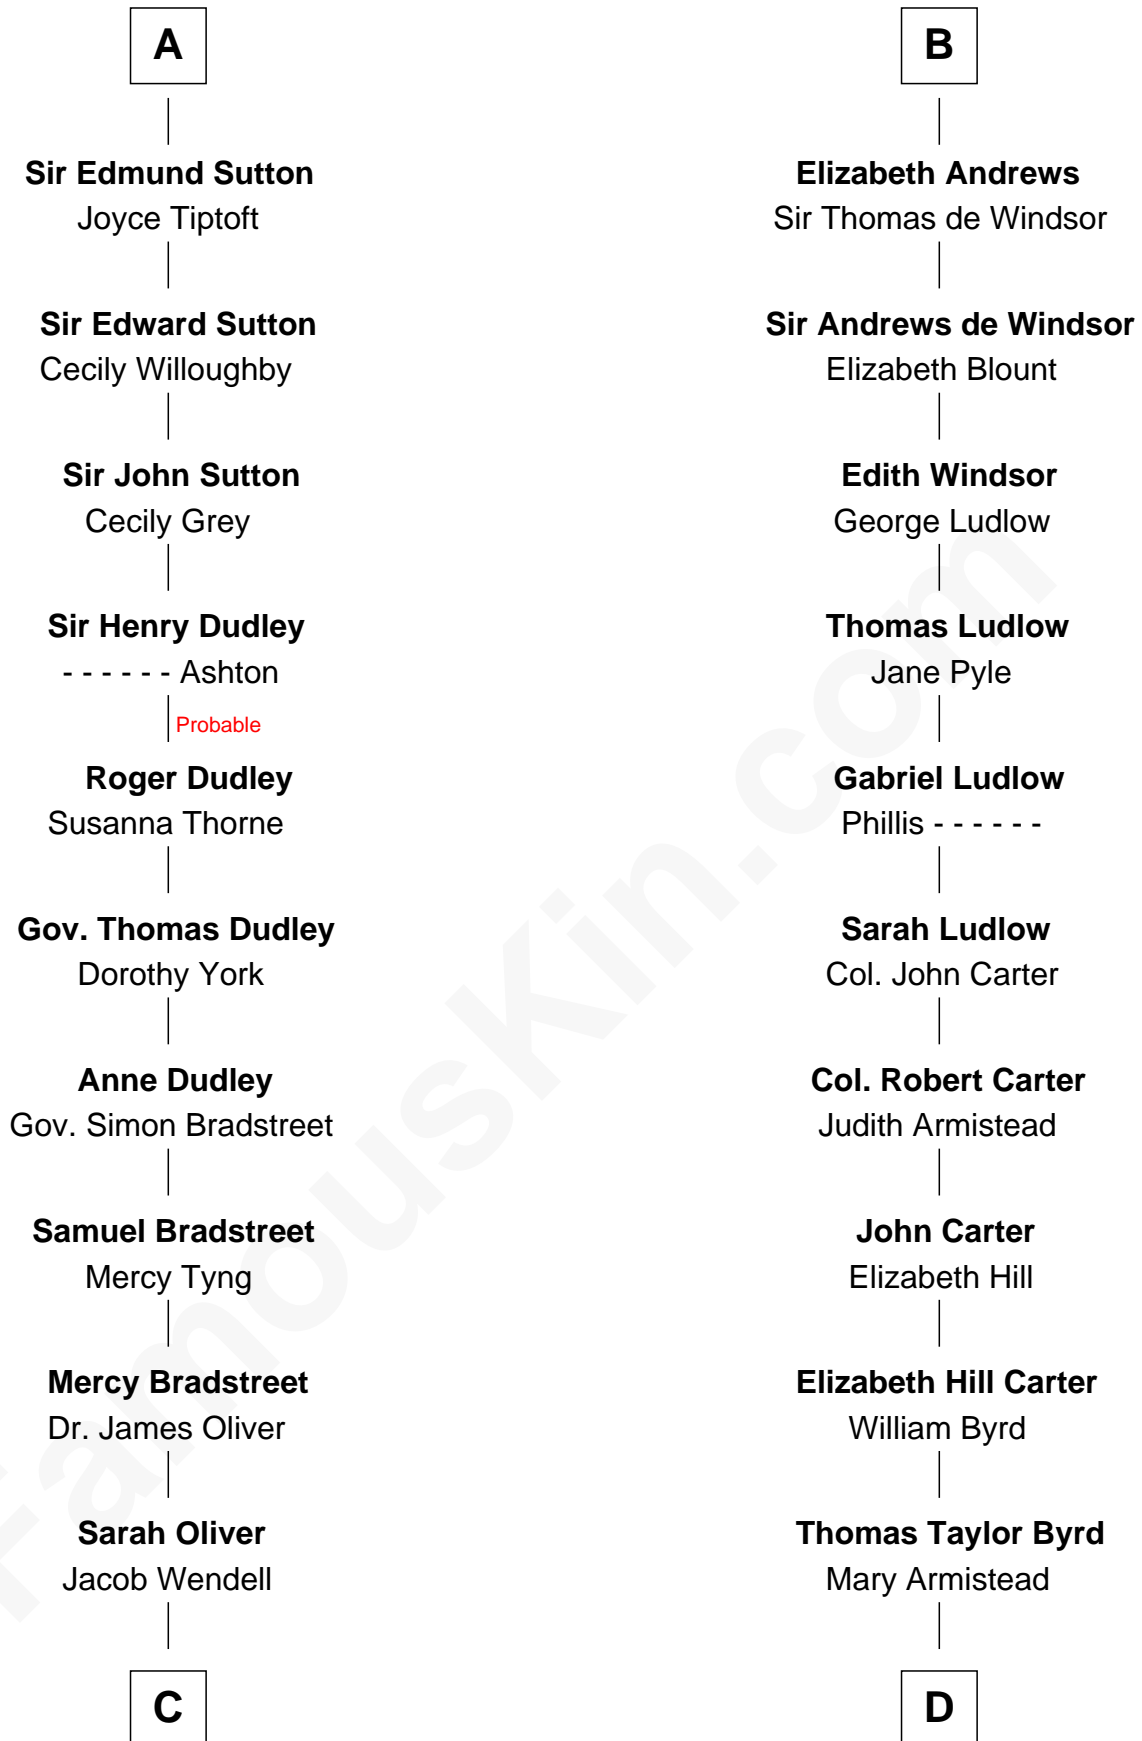 A
Sir Edmund Sutton
Joyce Tiptoft
Sir Edward Sutton
Cecily Willoughby
Sir John Sutton
Cecily Grey
Sir Henry Dudley
- - - - - - Ashton
Probable
Roger Dudley
Susanna Thorne
Gov. Thomas Dudley
Dorothy York
Anne Dudley
Gov. Simon Bradstreet
Samuel Bradstreet
Mercy Tyng
Mercy Bradstreet
Dr. James Oliver
Sarah Oliver
Jacob Wendell
C
B
Elizabeth Andrews
Sir Thomas de Windsor
Sir Andrews de Windsor
Elizabeth Blount
Edith Windsor
George Ludlow
Thomas Ludlow
Jane Pyle
Gabriel Ludlow
Phillis - - - - - -
Sarah Ludlow
Col. John Carter
Col. Robert Carter
Judith Armistead
John Carter
Elizabeth Hill
Elizabeth Hill Carter
William Byrd
Thomas Taylor Byrd
Mary Armistead
D
FamousKin.com